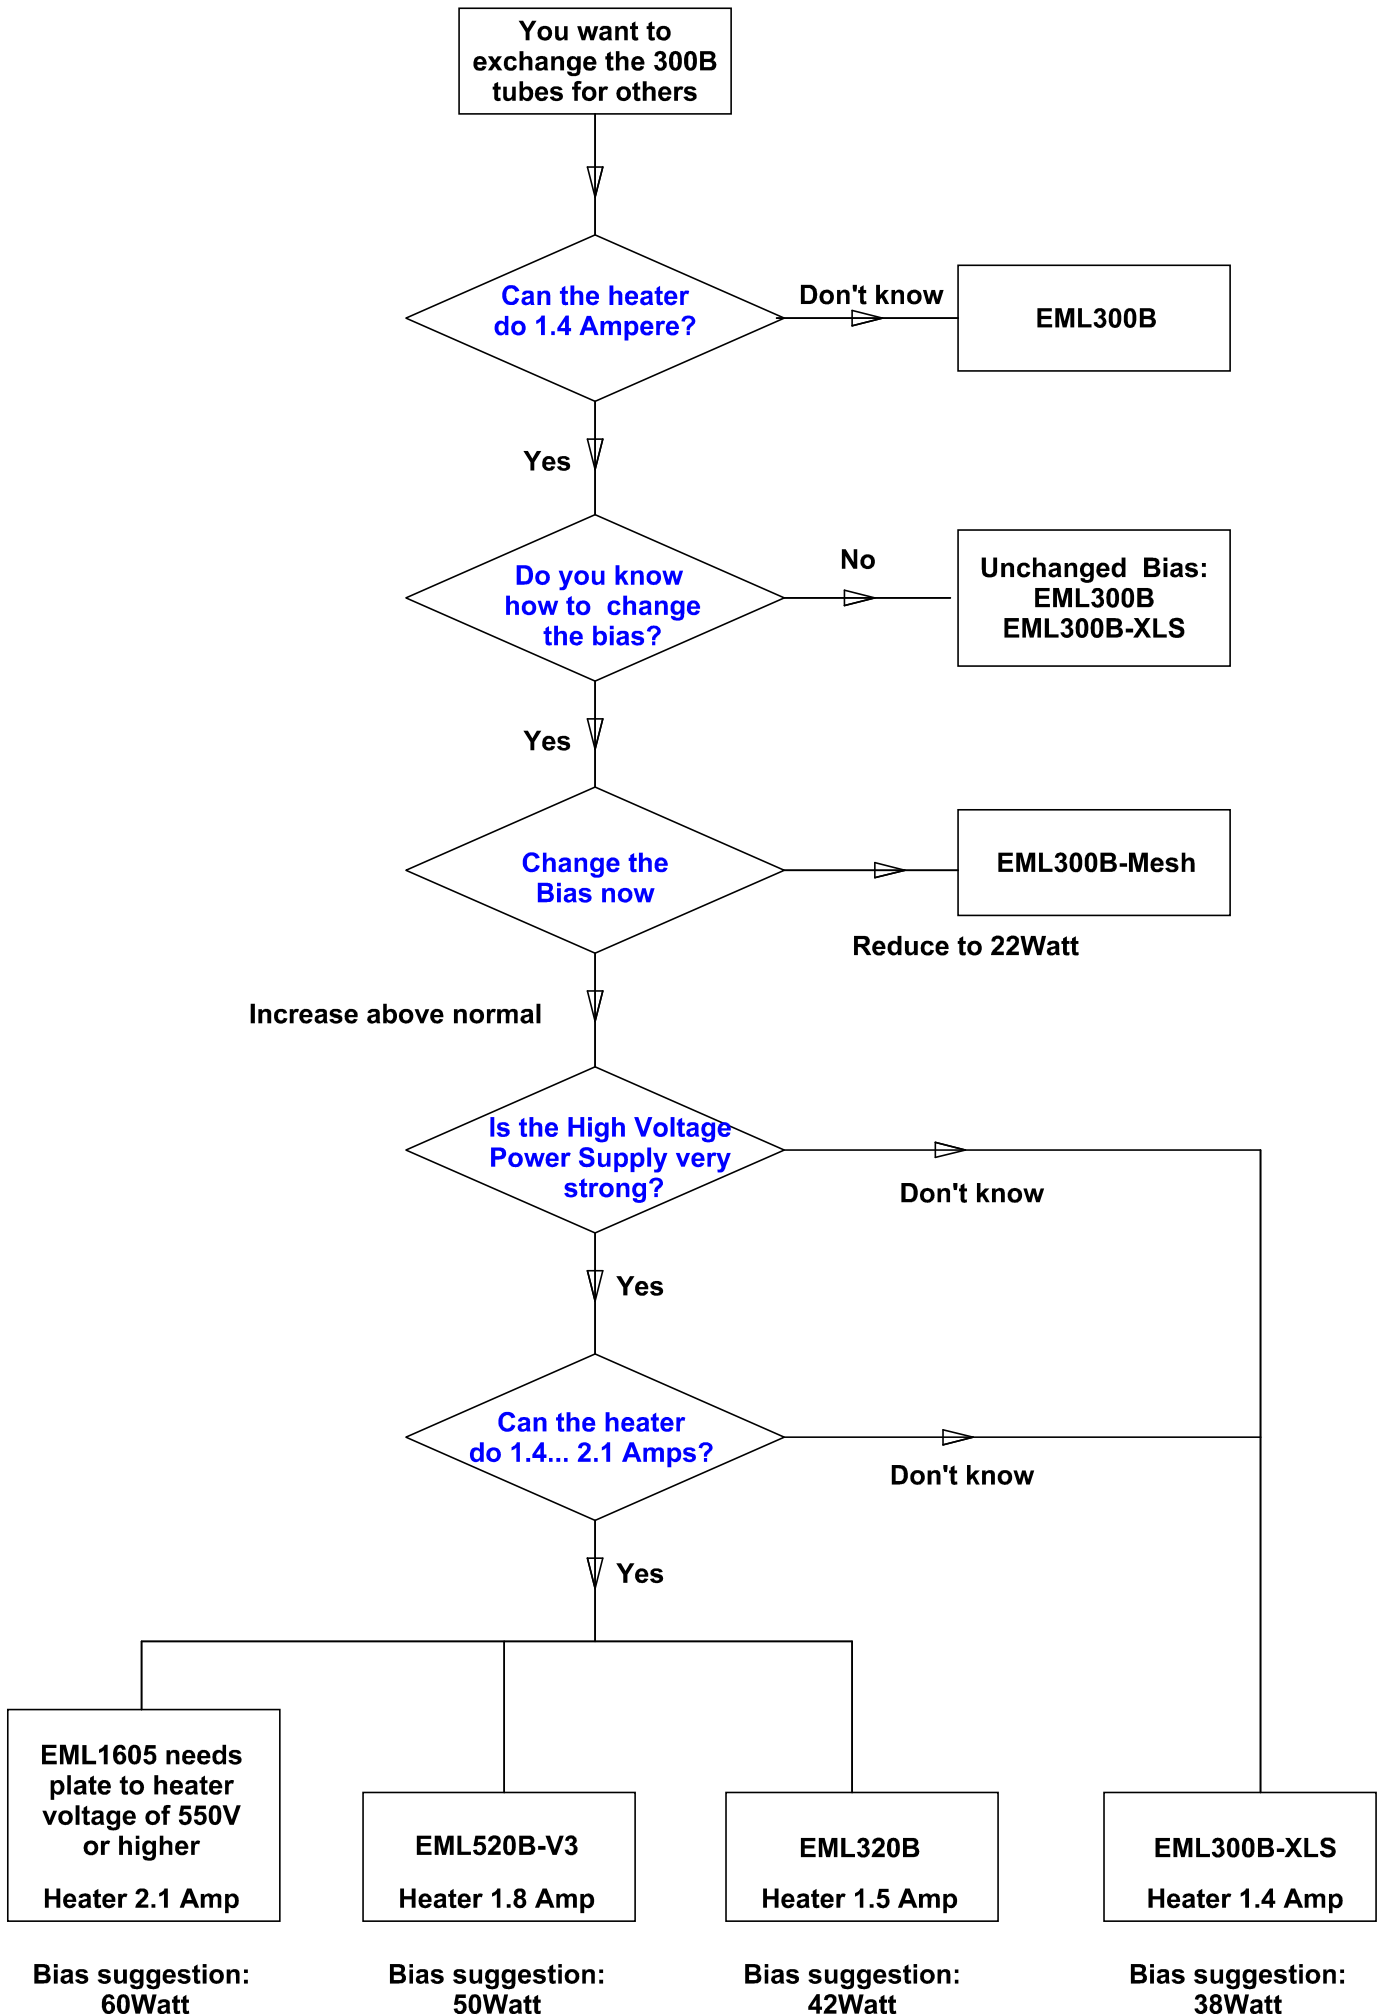 You want to
exchange the 300B
tubes for others
Can the heater
do 1.4 Ampere?
Don't know
EML300B
Yes
Do you know
how to  change
the bias?
No
Unchanged  Bias:
EML300B
EML300B-XLS
Yes
Change the
Bias now
EML300B-Mesh
Reduce to 22Watt
Increase above normal
Is the High Voltage
Power Supply very
strong?
Don't know
Yes
Can the heater
do 1.4... 2.1 Amps?
Don't know
Yes
EML1605 needs
plate to heater
voltage of 550V
or higher
Heater 2.1 Amp
Bias suggestion:
60Watt
EML520B-V3
Heater 1.8 Amp
Bias suggestion:
50Watt
EML320B
Heater 1.5 Amp
Bias suggestion:
42Watt
EML300B-XLS
Heater 1.4 Amp
Bias suggestion:
38Watt